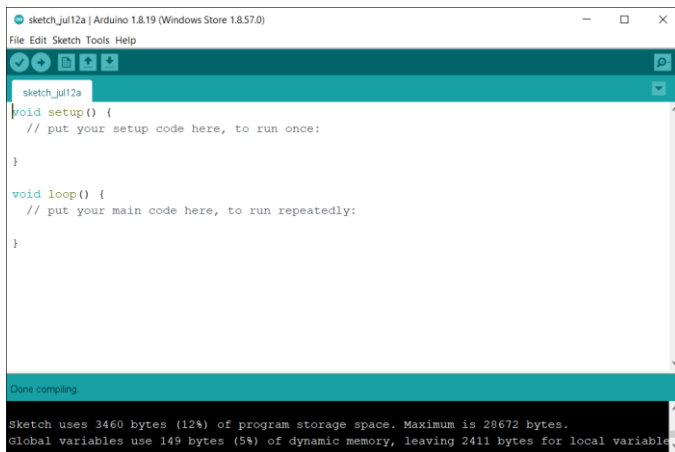 sketch_jul12a | Arduino 1.8.19 (Windows Store 1.8.57.0)
File Edit Sketch Tools Help
sketch_jul12a
void setup() {
// put your setup code here, to run once:
}
void loop() {
// put your main code here, to run repeatedly:
}
Done compiling.
Sketch uses 3460 bytes (12%) of program storage space. Maximum is 28672 bytes.
Global variables use 149 bytes (5%) of dynamic memory, leaving 2411 bytes for local variable